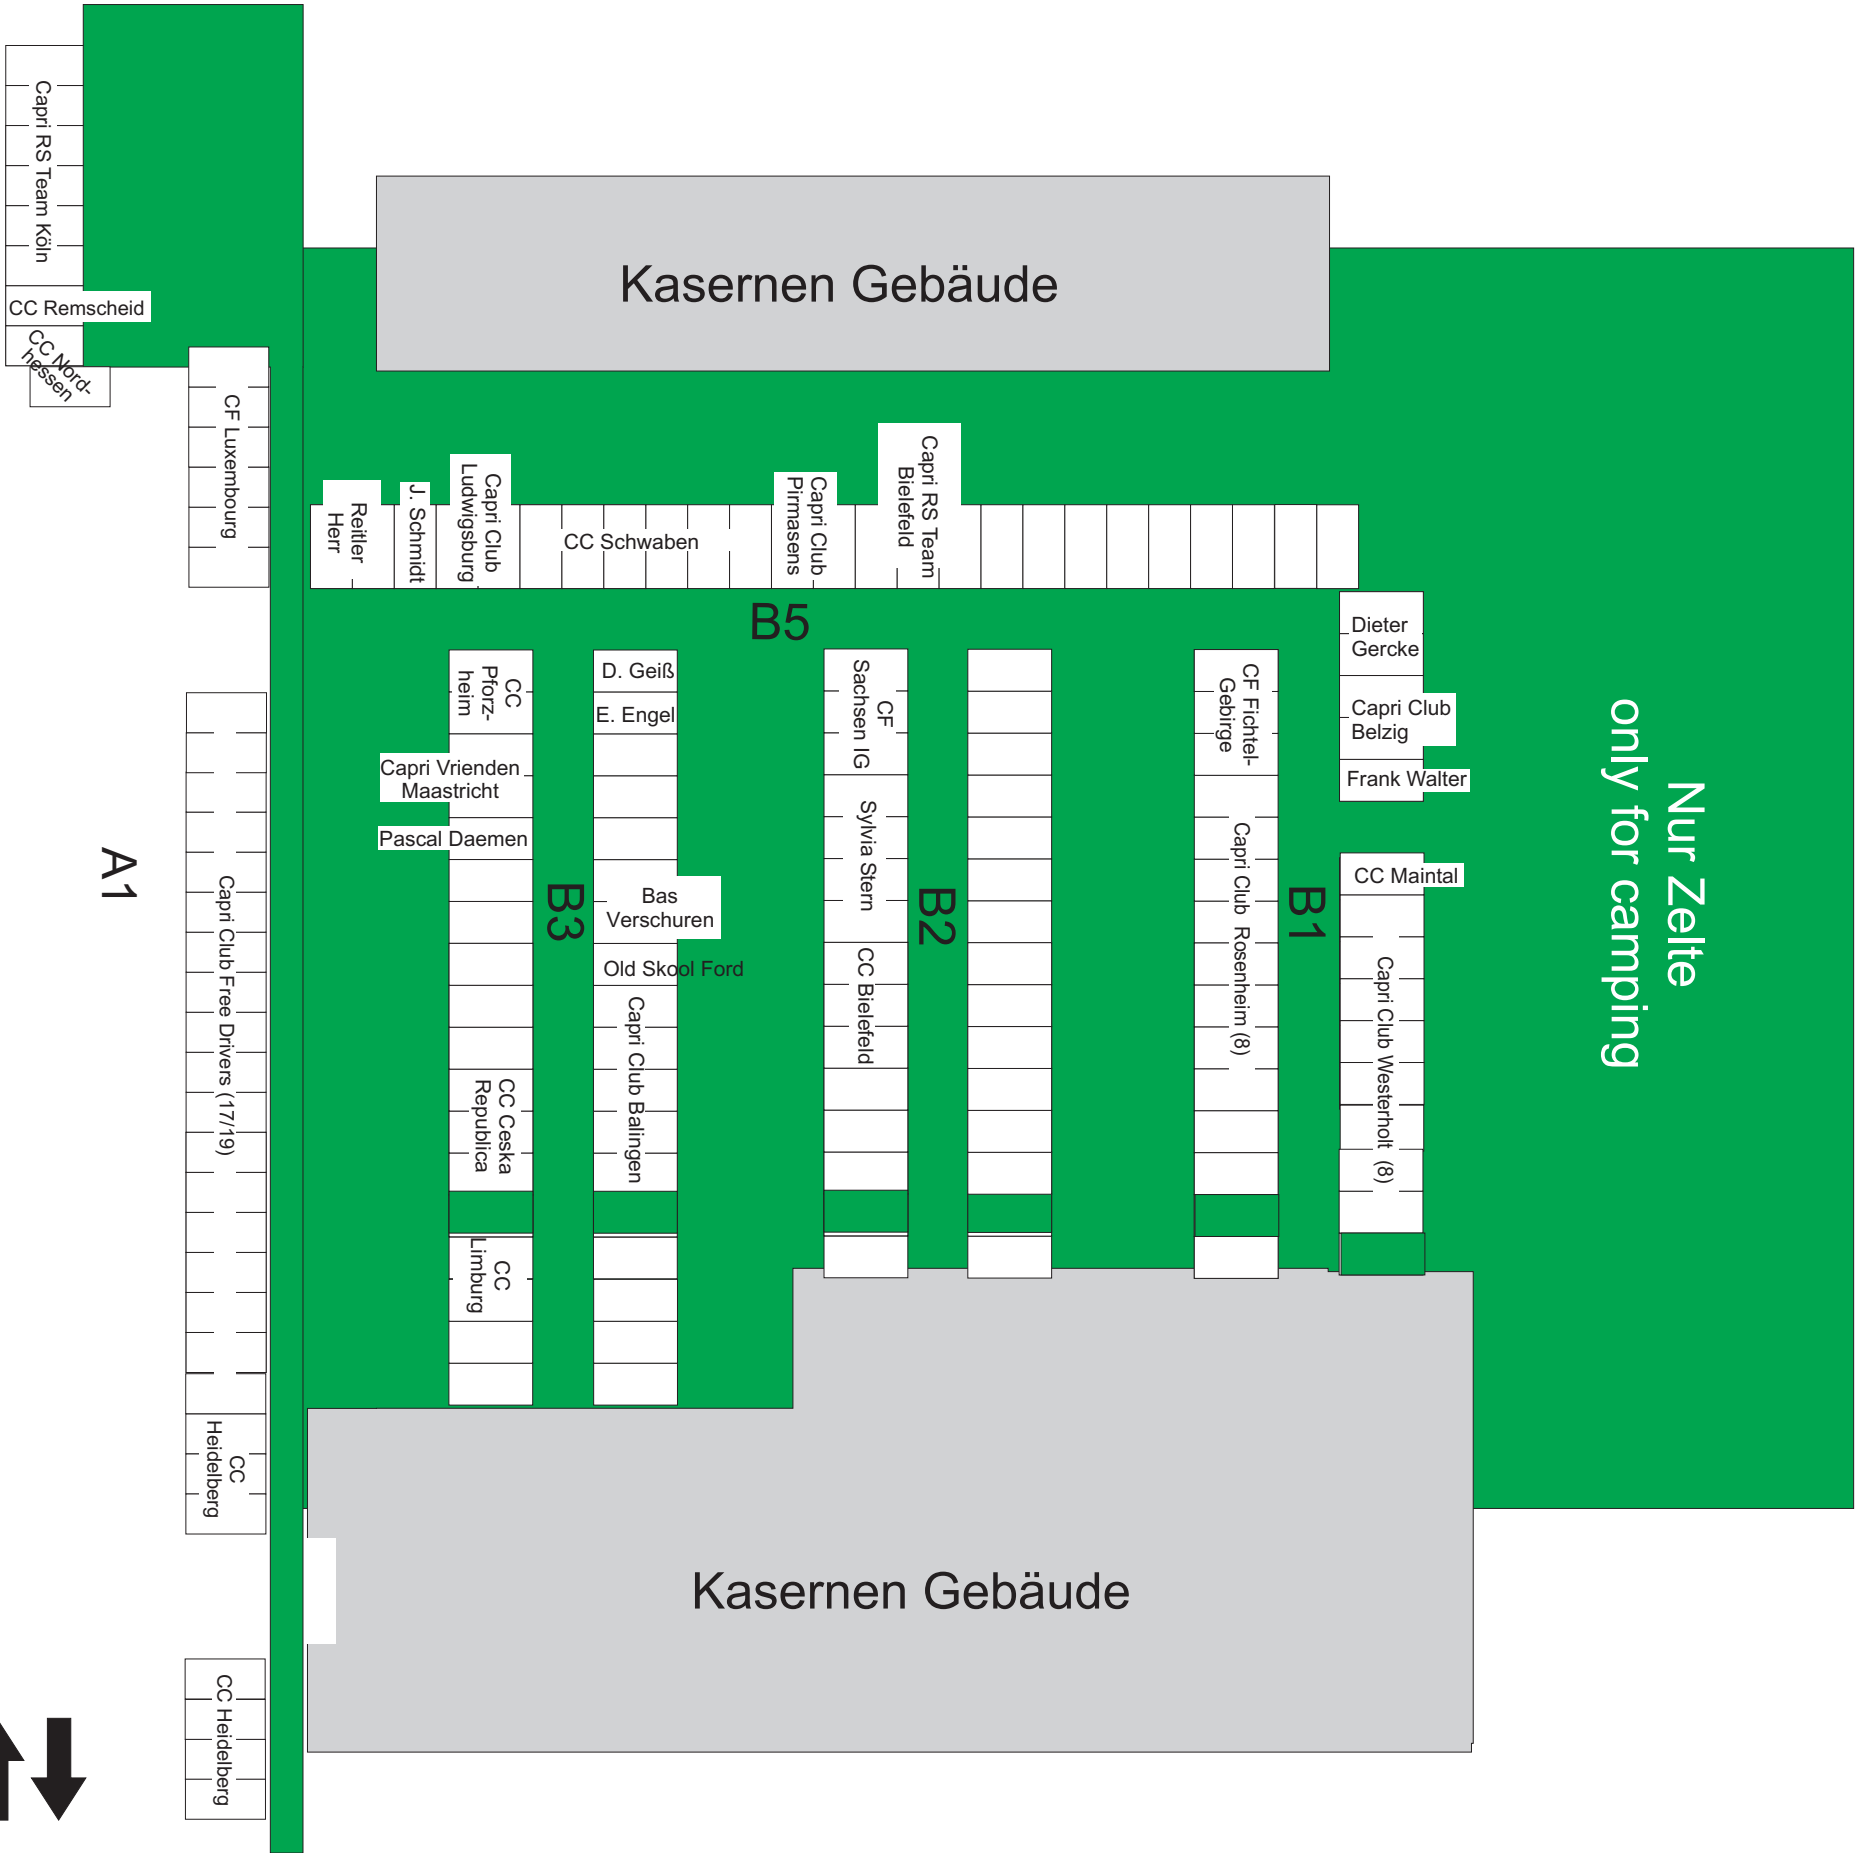 Capri RS Team Köln
CC Remscheid
CC Nord-
hessen
CF Luxembourg
Kasernen Gebäude
Reitler
Herr
J. Schmidt
Capri Club
Ludwigsburg
CC Schwaben
Capri Club
Pirmasens
Capri RS Team
Bielefeld
B5
Dieter
Gercke
Capri Club
Belzig
Frank Walter
CC
Pforz-
heim
Capri Vrienden
Maastricht
Pascal Daemen
CC Ceska
Republica
CC
Limburg
B3
D. Geiß
E. Engel
Bas
Verschuren
Old Skool Ford
Capri Club Balingen
CF
Sachsen IG
Sylvia Stern
CC Bielefeld
B2
CF Fichtel-
Gebirge
Capri Club Rosenheim (8)
B1
CC Maintal
Capri Club Westerholt (8)
Nur Zelte
only for camping
A1
Capri Club Free Drivers (17/19)
CC
Heidelberg
Kasernen Gebäude
CC Heidelberg